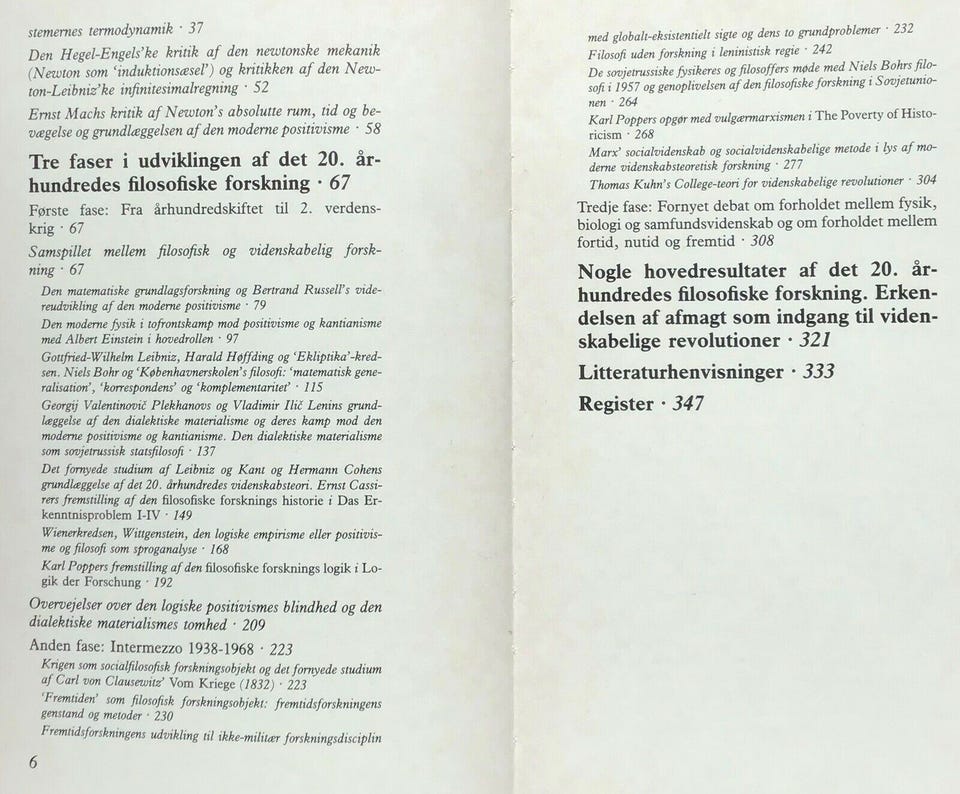 stemernes termodynamik · 37
Den Hegel-Engels'ke kritik af den newtonske mekanik
(Newton som 'induktionsæsel') og kritikken af den New-
ton-Leibniz'ke infinitesimalregning · 52
Ernst Machs kritik af Newton's absolutte rum, tid og be-
vægelse og grundlæggelsen af den moderne positivisme · 58
Tre faser i udviklingen af det 20. år-
hundredes filosofiske forskning · 67
Første fase: Fra århundredskiftet til 2. verdens-
krig · 67
Samspillet mellem filosofisk og videnskabelig forsk-
ning · 67
Den matematiske grundlagsforskning og Bertrand Russell's vide-
reudvikling af den moderne positivisme · 79
Den moderne fysik i tofrontskamp mod positivisme og kantianisme
med Albert Einstein i hovedrollen · 97
Gottfried-Wilhelm Leibniz, Harald Høffding og 'Ekliptika'-kred-
sen. Niels Bohr og 'Københavnerskolen's filosofi: 'matematisk gene-
ralisation', 'korrespondens' og 'komplementaritet' · 115
Georgij Valentinovič Plekhanovs og Vladimir Ilič Lenins grund-
læggelse af den dialektiske materialisme og deres kamp mod den
moderne positivisme og kantianisme. Den dialektiske materialisme
som sovjetrussisk statsfilosofi · 137
Det fornyede studium af Leibniz og Kant og Hermann Cohens
grundlæggelse af det 20. århundredes videnskabsteori. Ernst Cassi-
rers fremstilling af den filosofiske forsknings historie i Das Er-
kenntnisproblem I-IV · 149
Wienerkredsen, Wittgenstein, den logiske empirisme eller positivis-
me og filosofi som sproganalyse · 168
Karl Poppers fremstilling af den filosofiske forsknings logik i Lo-
gik der Forschung · 192
Overvejelser over den logiske positivismes blindhed og den
dialektiske materialismes tomhed · 209
Anden fase: Intermezzo 1938-1968 · 223
Krigen som socialfilosofisk forskningsobjekt og det fornyede studium
af Carl von Clausewitz' Vom Kriege (1832) · 223
'Fremtiden' som filosofisk forskningsobjekt: fremtidsforskningens
genstand og metoder · 230
Fremtidsforskningens udvikling til ikke-militær forskningsdisciplin
6
med globalt-eksistentielt sigte og dens to grundproblemer · 232
Filosofi uden forskning i leninistisk regie · 242
De sovjetrussiske fysikeres og filosoffers møde med Niels Bohrs filo-
sofi i 1957 og genoplivelsen af den filosofiske forskning i Sovjetunio-
nen · 264
Karl Poppers opgør med vulgærmarxismen i The Poverty of Histo-
ricism · 268
Marx' socialvidenskab og socialvidenskabelige metode i lys af mo-
derne videnskabsteoretisk forskning · 277
Thomas Kuhn's College-teori for videnskabelige revolutioner · 304
Tredje fase: Fornyet debat om forholdet mellem fysik,
biologi og samfundsvidenskab og om forholdet mellem
fortid, nutid og fremtid · 308
Nogle hovedresultater af det 20. år-
hundredes filosofiske forskning. Erken-
delsen af afmagt som indgang til viden-
skabelige revolutioner · 321
Litteraturhenvisninger · 333
Register · 347